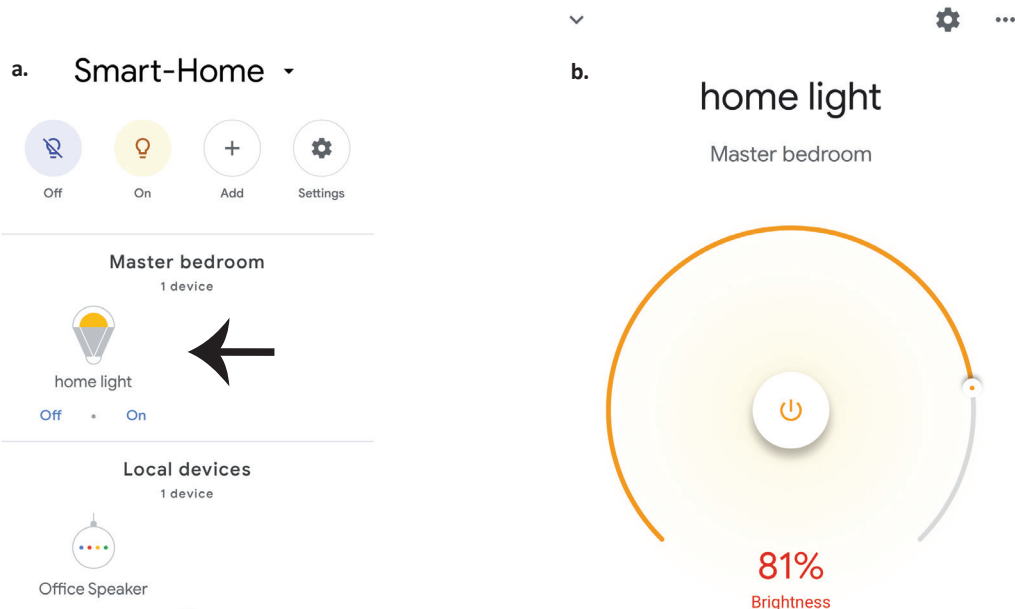 a.
Smart-Home
Off
On
Add
Settings
Master bedroom
1 device
home light
Off • On
Local devices
1 device
Office Speaker
b.
home light
Master bedroom
81%
Brightness